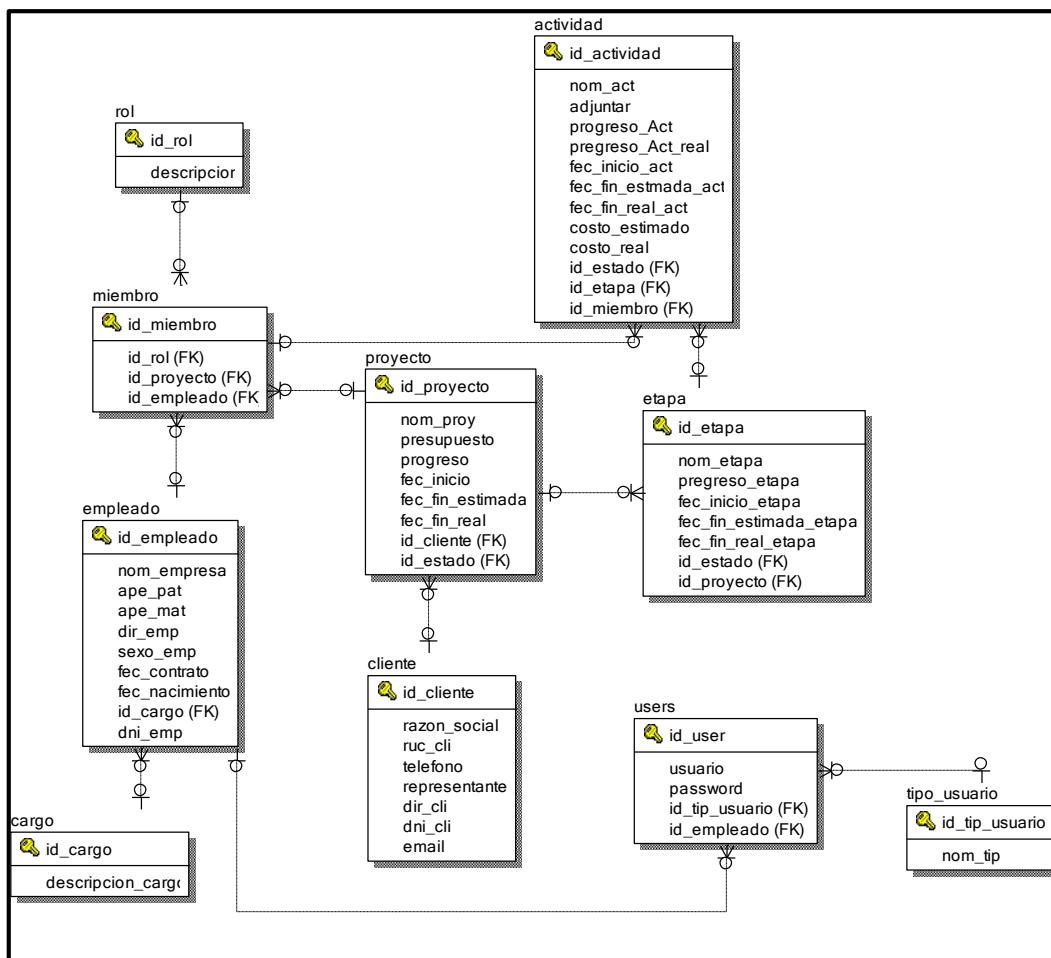 actividad
id_actividad
nom_act
adjuntar
progreso_Act
pregreso_Act_real
fec_inicio_act
fec_fin_estmada_act
fec_fin_real_act
costo_estimado
costo_real
id_estado (FK)
id_etapa (FK)
id_miembro (FK)
rol
id_rol
descripcior
miembro
id_miembro
id_rol (FK)
id_proyecto (FK)
id_empleado (FK
proyecto
id_proyecto
nom_proy
presupuesto
progreso
fec_inicio
fec_fin_estimada
fec_fin_real
id_cliente (FK)
id_estado (FK)
etapa
id_etapa
nom_etapa
pregreso_etapa
fec_inicio_etapa
fec_fin_estimada_etapa
fec_fin_real_etapa
id_estado (FK)
id_proyecto (FK)
empleado
id_empleado
nom_empresa
ape_pat
ape_mat
dir_emp
sexo_emp
fec_contrato
fec_nacimiento
id_cargo (FK)
dni_emp
cliente
id_cliente
razon_social
ruc_cli
telefono
representante
dir_cli
dni_cli
email
users
id_user
usuario
password
id_tip_usuario (FK)
id_empleado (FK)
tipo_usuario
id_tip_usuario
nom_tip
cargo
id_cargo
descripcion_cargo